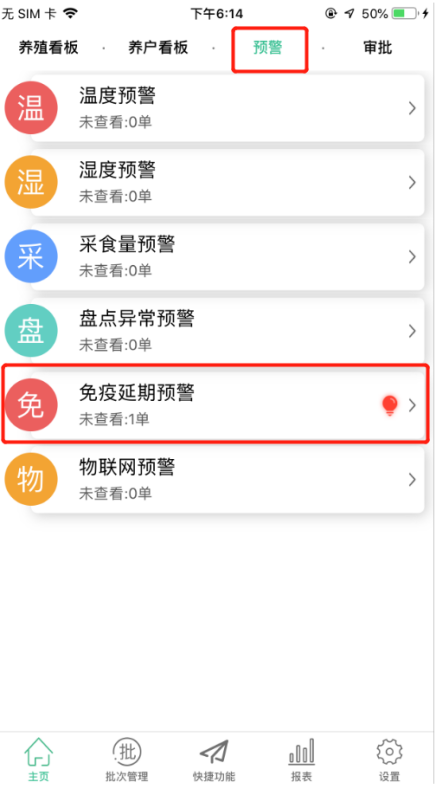 无 SIM 卡 下午6:14 50%
养殖看板 · 养户看板 · 预警 · 审批
温 温度预警
未查看:0单
湿 湿度预警
未查看:0单
采 采食量预警
未查看:0单
盘 盘点异常预警
未查看:0单
免 免疫延期预警
未查看:1单
物 物联网预警
未查看:0单
批
主页 批次管理 快捷功能 报表 设置